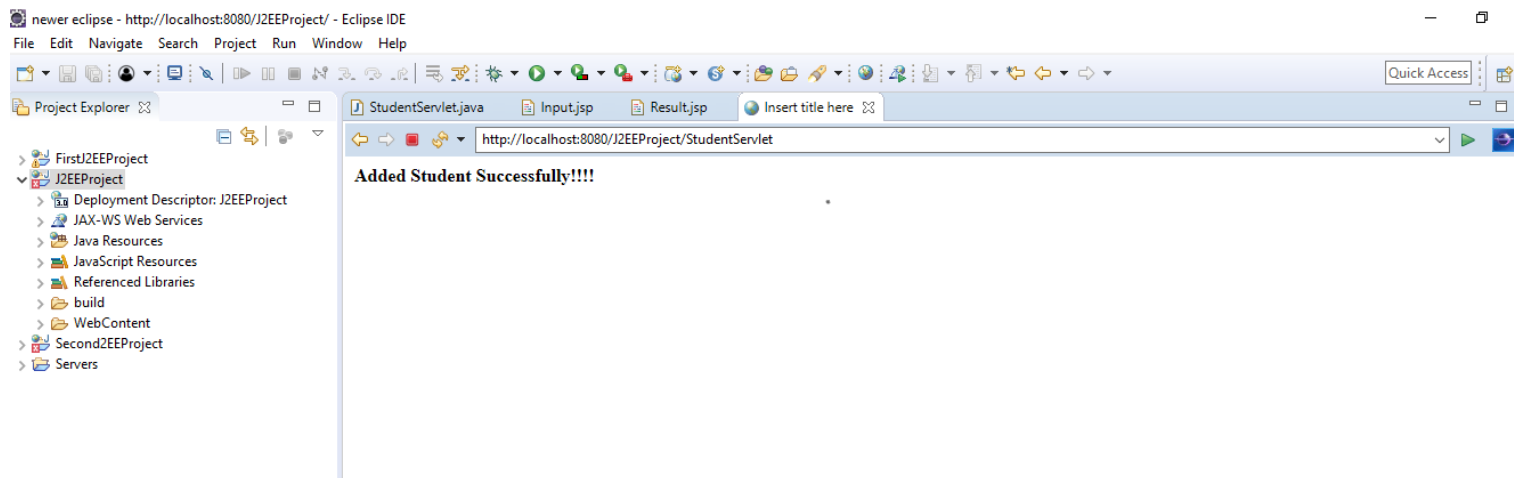 newer eclipse - http://localhost:8080/J2EEProject/ - Eclipse IDE
File Edit Navigate Search Project Run Window Help
Quick Access
Project Explorer
StudentServlet.java Input.jsp Result.jsp Insert title here
http://localhost:8080/J2EEProject/StudentServlet
FirstJ2EEProject
J2EEProject
Deployment Descriptor: J2EEProject
JAX-WS Web Services
Java Resources
JavaScript Resources
Referenced Libraries
build
WebContent
Second2EEProject
Servers
Added Student Successfully!!!!